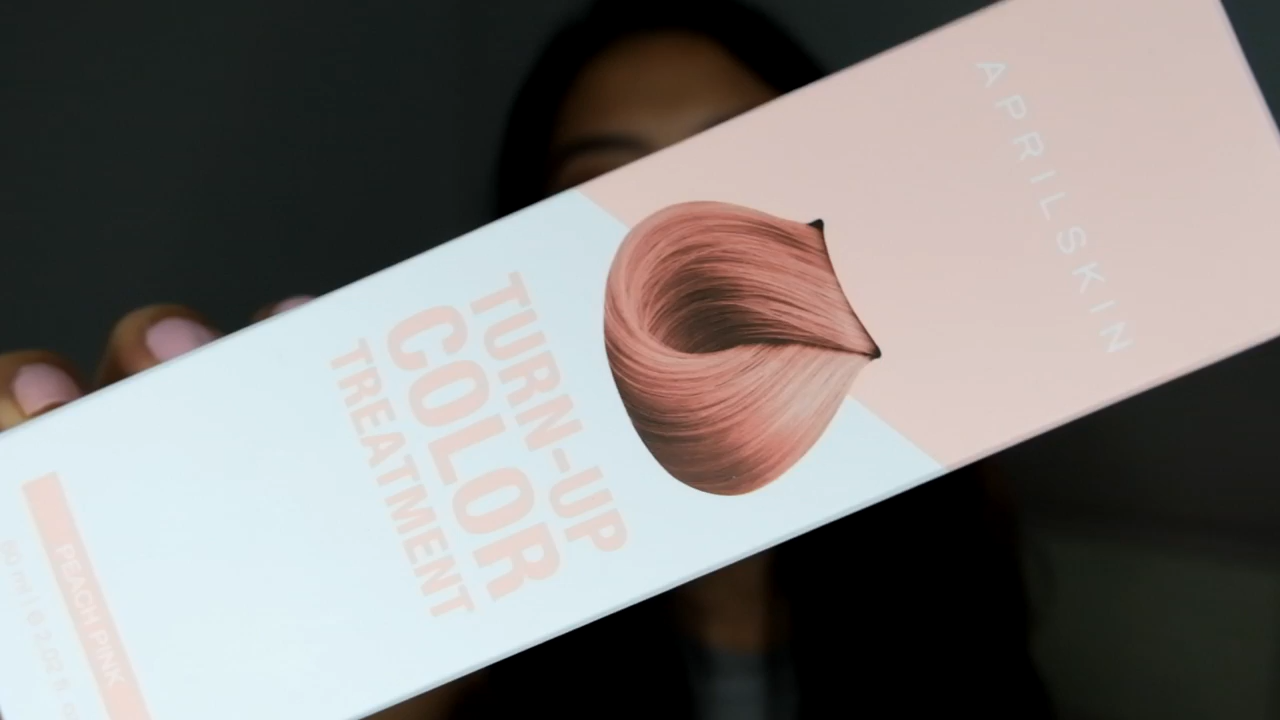 APRILSKIN
TURN-UP
COLOR
TREATMENT
PEACH PINK